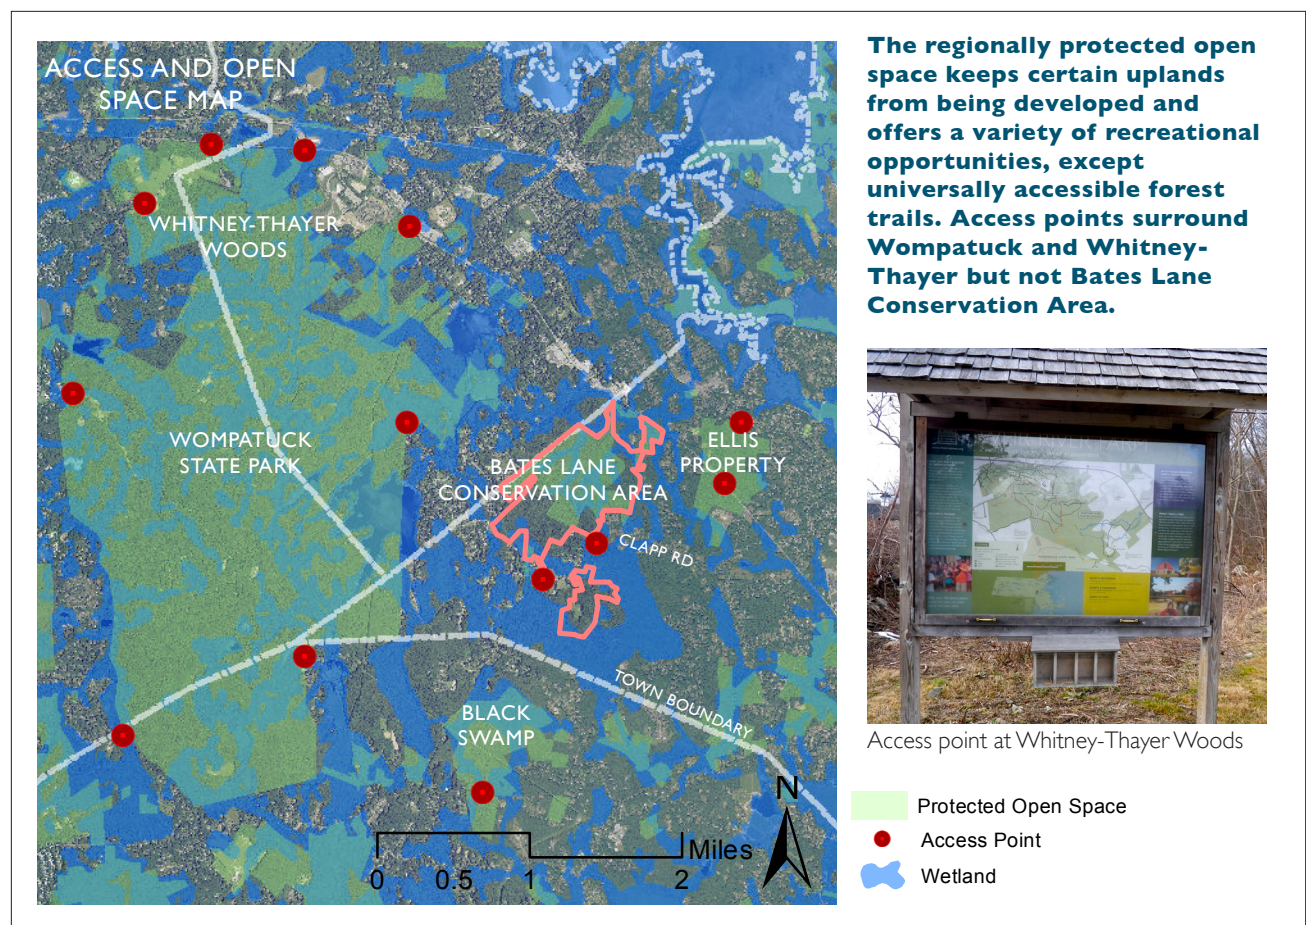 ACCESS AND OPEN
SPACE MAP
WHITNEY-THAYER
WOODS
WOMPATUCK
STATE PARK
BATES LANE
CONSERVATION AREA
ELLIS
PROPERTY
CLAPP RD
TOWN BOUNDARY
BLACK
SWAMP
N
Miles
0 0.5 1 2
The regionally protected open
space keeps certain uplands
from being developed and
offers a variety of recreational
opportunities, except
universally accessible forest
trails. Access points surround
Wompatuck and Whitney-
Thayer but not Bates Lane
Conservation Area.
Access point at Whitney-Thayer Woods
Protected Open Space
Access Point
Wetland